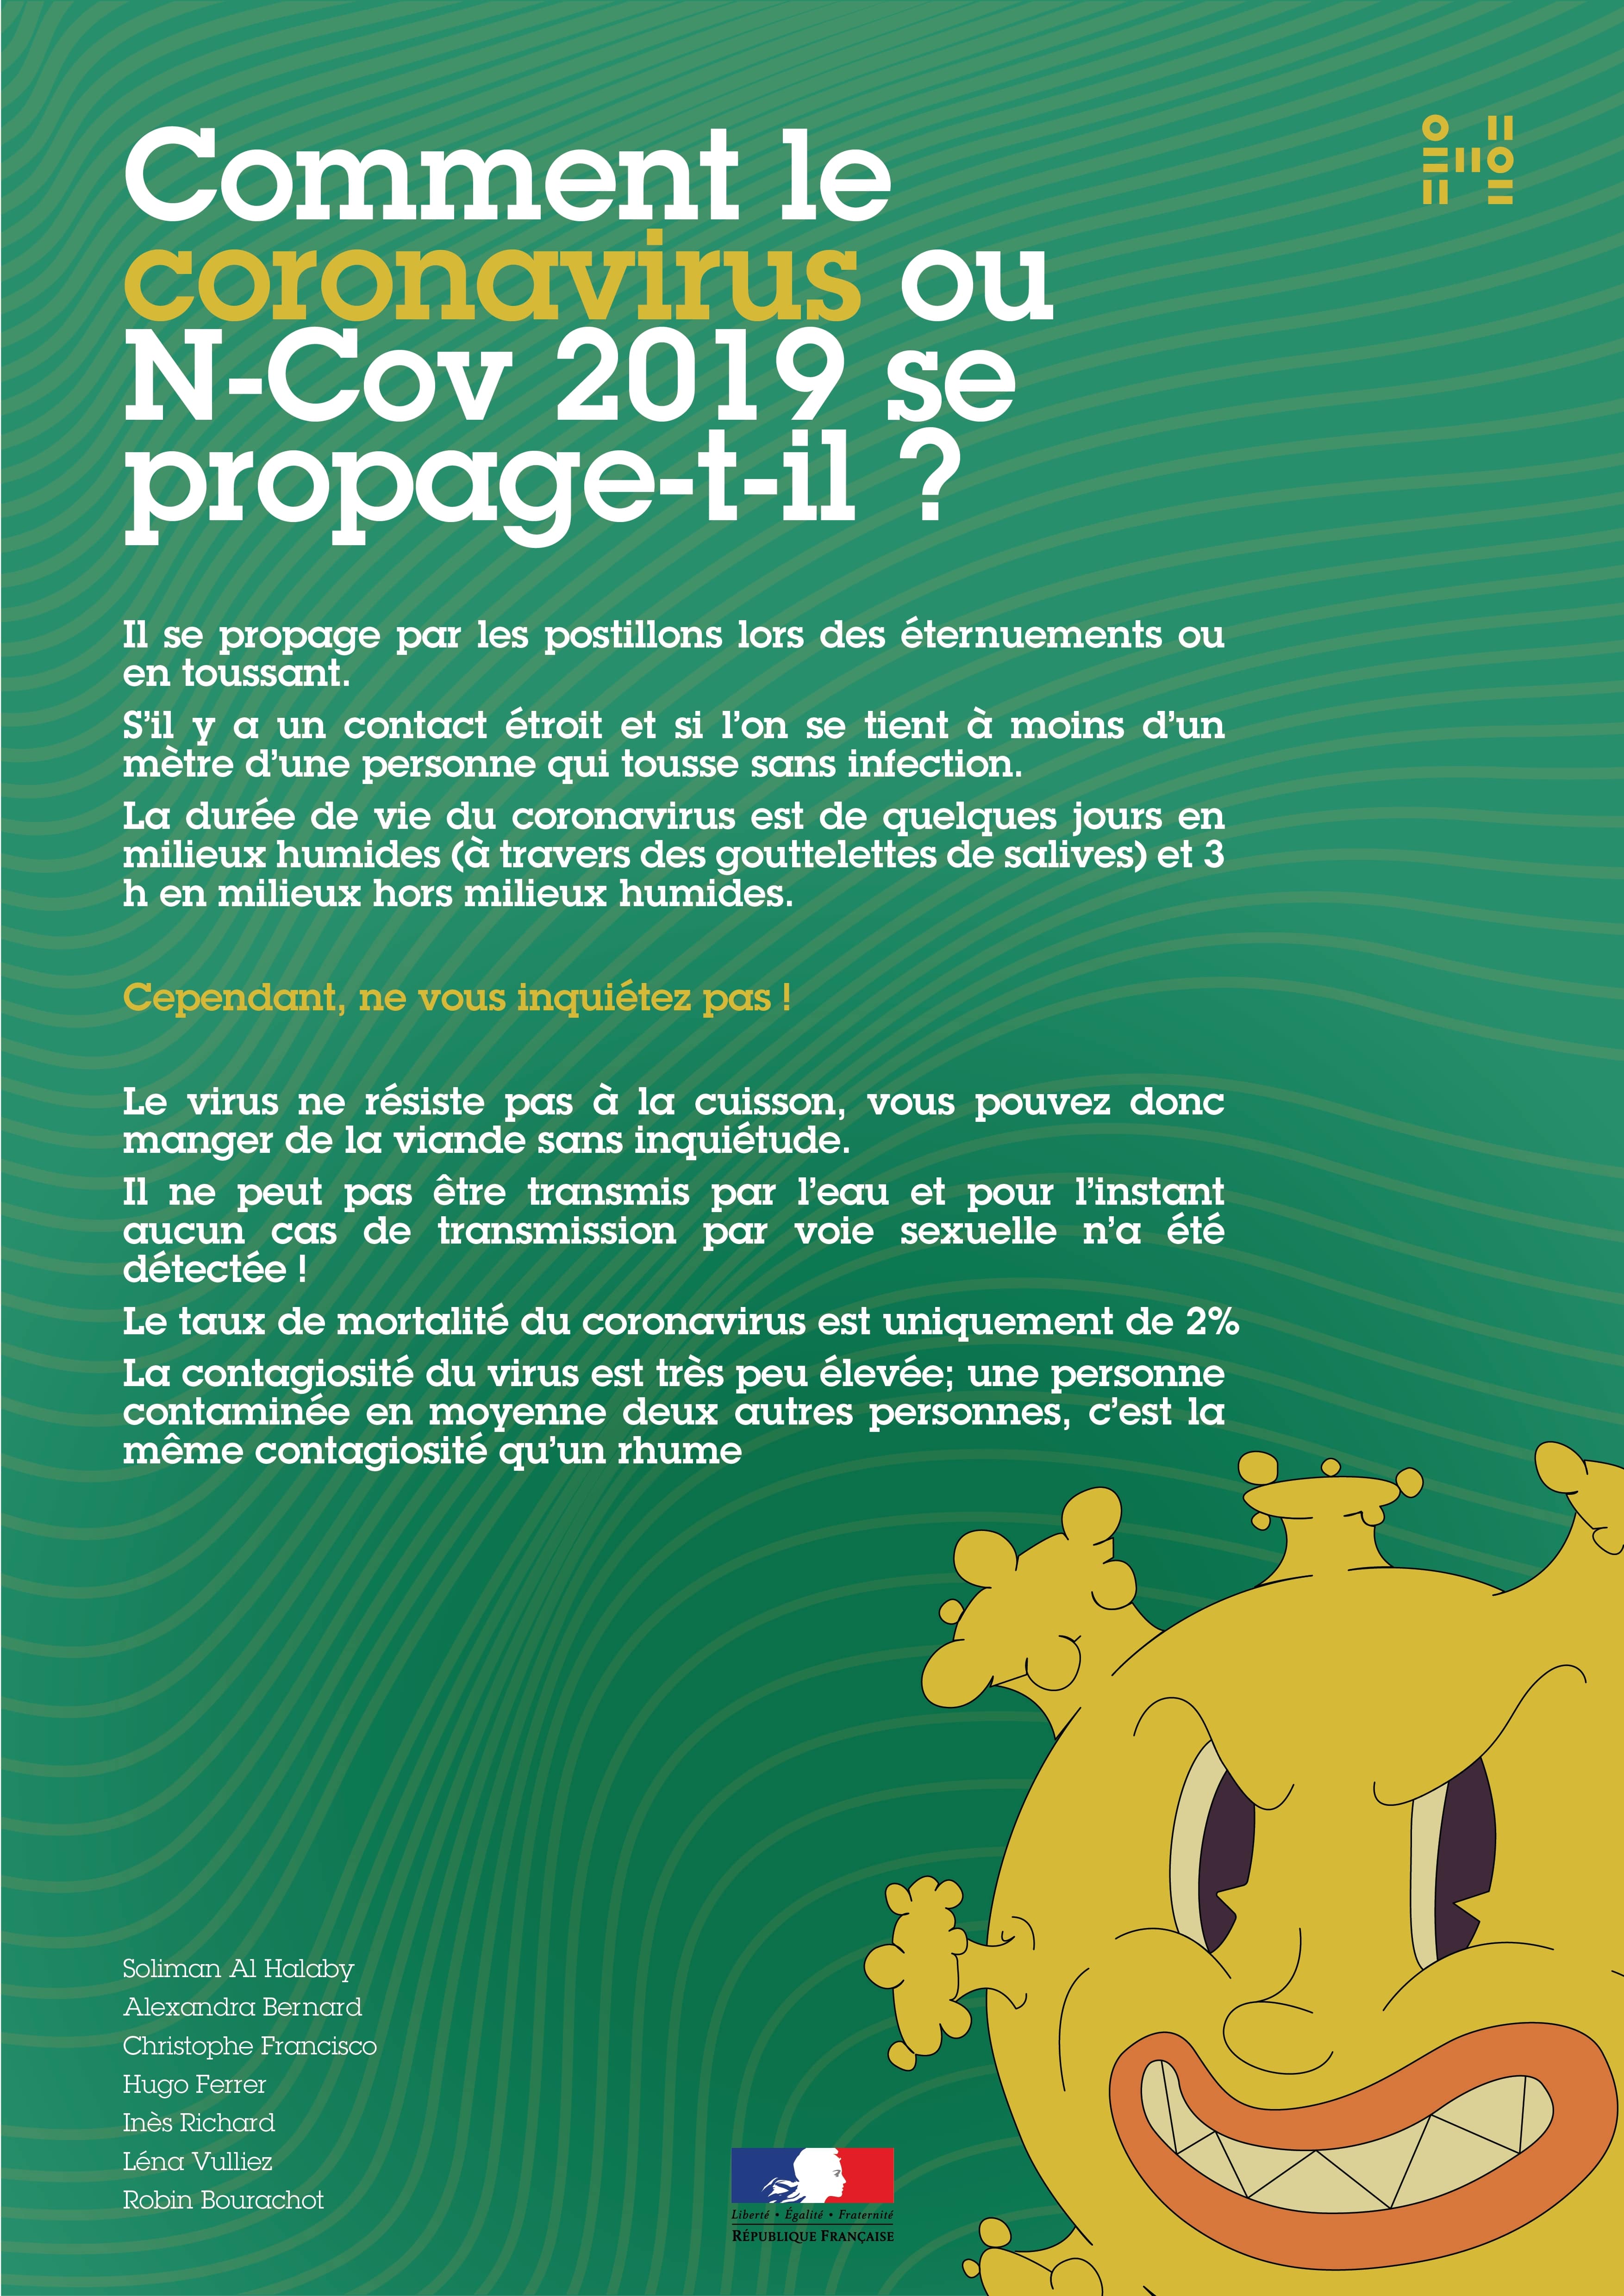 Comment le
coronavirus ou
N-Cov 2019 se
propage-t-il ?
Il se propage par les postillons lors des éternuements ou
en toussant.
S’il y a un contact étroit et si l’on se tient à moins d’un
mètre d’une personne qui tousse sans infection.
La durée de vie du coronavirus est de quelques jours en
milieux humides (à travers des gouttelettes de salives) et 3
h en milieux hors milieux humides.
Cependant, ne vous inquiétez pas !
Le virus ne résiste pas à la cuisson, vous pouvez donc
manger de la viande sans inquiétude.
Il ne peut pas être transmis par l’eau et pour l’instant
aucun cas de transmission par voie sexuelle n’a été
détectée !
Le taux de mortalité du coronavirus est uniquement de 2%
La contagiosité du virus est très peu élevée; une personne
contaminée en moyenne deux autres personnes, c’est la
même contagiosité qu’un rhume
Soliman Al Halaby
Alexandra Bernard
Christophe Francisco
Hugo Ferrer
Inès Richard
Léna Vulliez
Robin Bourachot
Liberté • Égalité • Fraternité
RÉPUBLIQUE FRANÇAISE